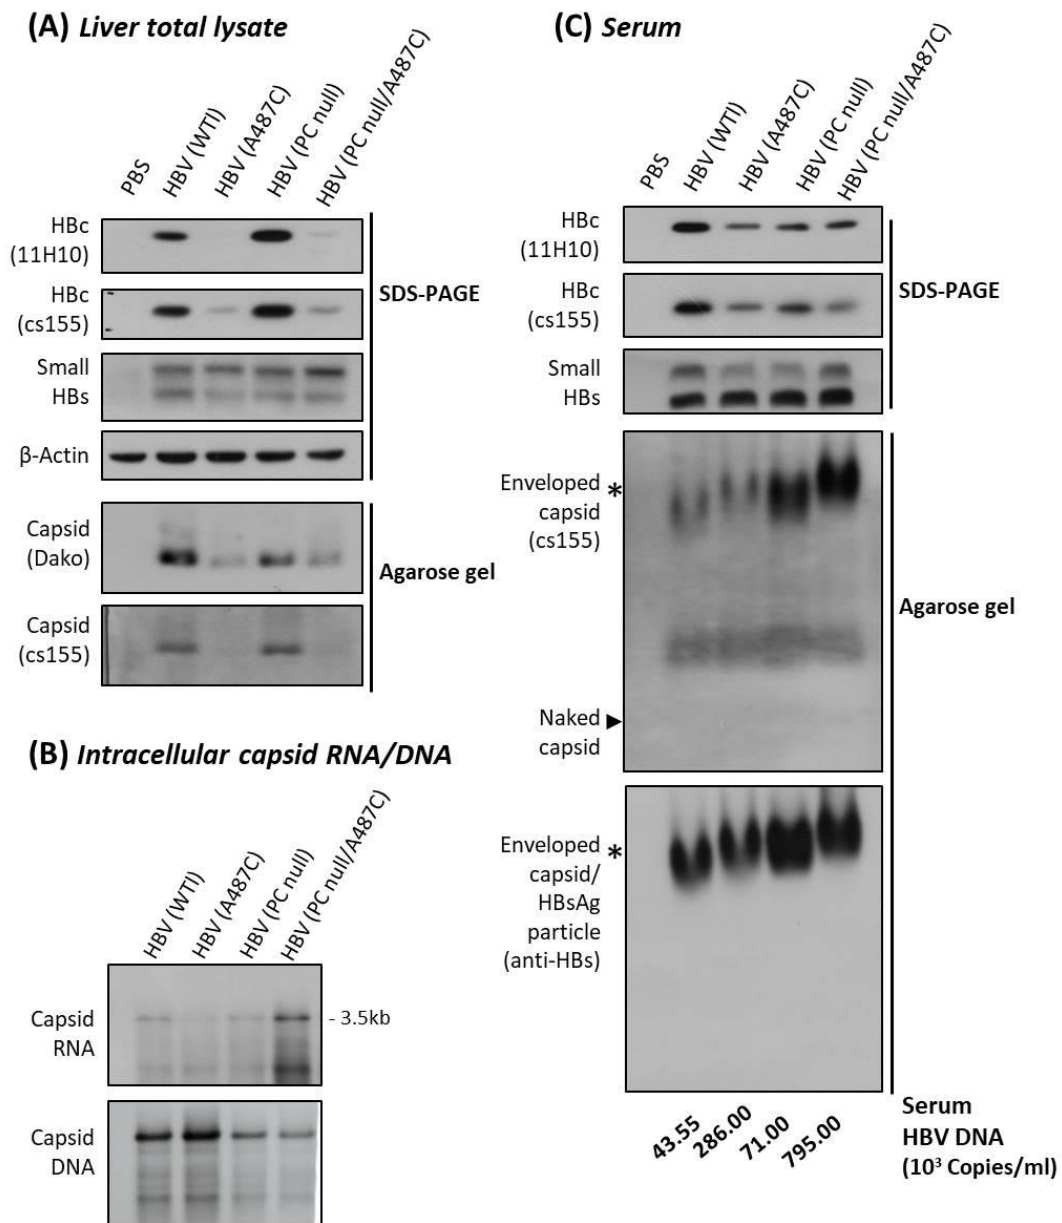 (A) Liver total lysate
PBS
HBV (WTI)
HBV (A487C)
HBV (PC null)
HBV (PC null/A487C)
HBc
(11H10)
HBc
(cs155)
Small
HBs
β-Actin
SDS-PAGE
Capsid
(Dako)
Capsid
(cs155)
Agarose gel
(B) Intracellular capsid RNA/DNA
HBV (WTI)
HBV (A487C)
HBV (PC null)
HBV (PC null/A487C)
Capsid
RNA
- 3.5kb
Capsid
DNA
(C) Serum
PBS
HBV (WTI)
HBV (A487C)
HBV (PC null)
HBV (PC null/A487C)
HBc
(11H10)
HBc
(cs155)
Small
HBs
SDS-PAGE
Enveloped *
capsid
(cs155)
Naked
capsid
Agarose gel
Enveloped *
capsid/
HBsAg
particle
(anti-HBs)
43.55
286.00
71.00
795.00
Serum
HBV DNA
(10³ Copies/ml)